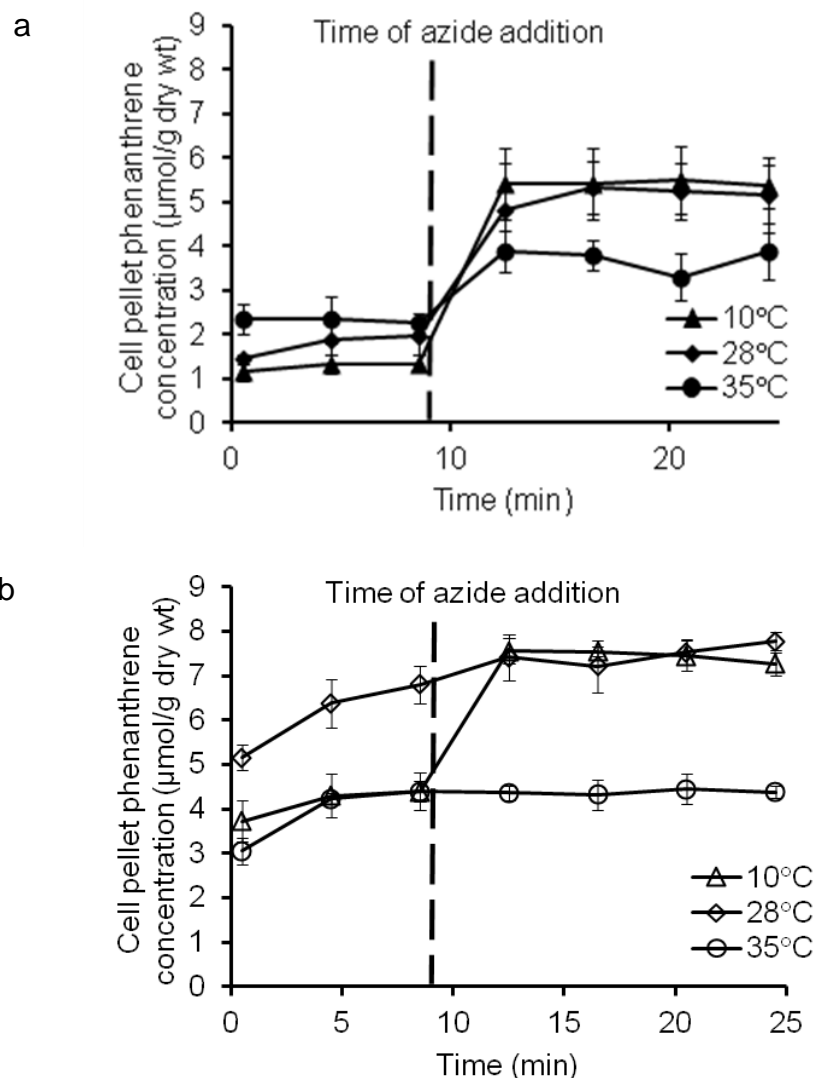 a
Time of azide addition
Cell pellet phenanthrene
concentration (µmol/g dry wt)
9
8
7
6
5
4
3
2
1
0
10°C
28°C
35°C
0 10 20
Time (min)
b
Time of azide addition
Cell pellet phenanthrene
concentration (µmol/g dry wt)
9
8
7
6
5
4
3
2
1
0
10°C
28°C
35°C
0 5 10 15 20 25
Time (min)